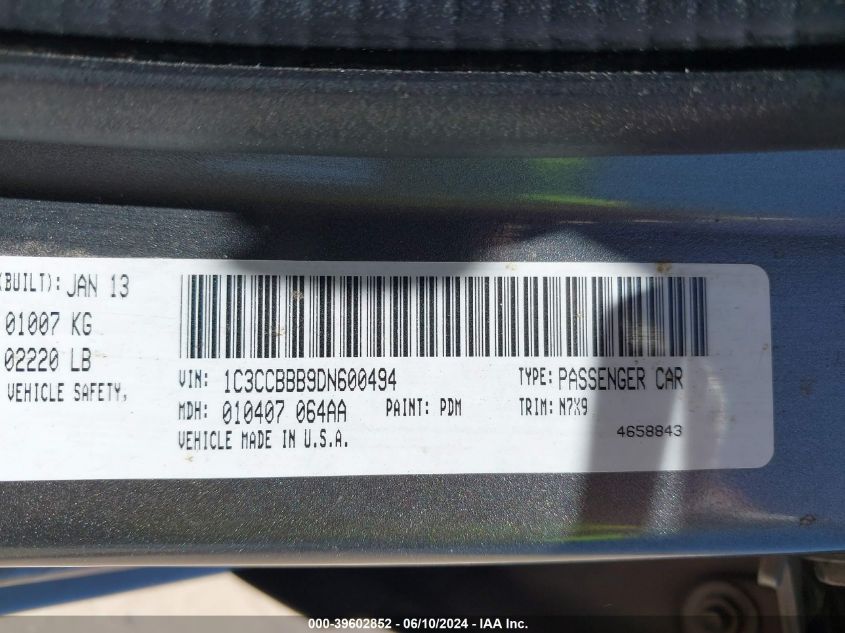 (BUILT): JAN 13
01007 KG
02220 LB
VEHICLE SAFETY,
VIN: 1C3CCBBB9DN600494 TYPE: PASSENGER CAR
MDH: 010407 064AA PAINT: PDM TRIM: N7X9
VEHICLE MADE IN U.S.A. 4658843
000-39602852 - 06/10/2024 - IAA Inc.